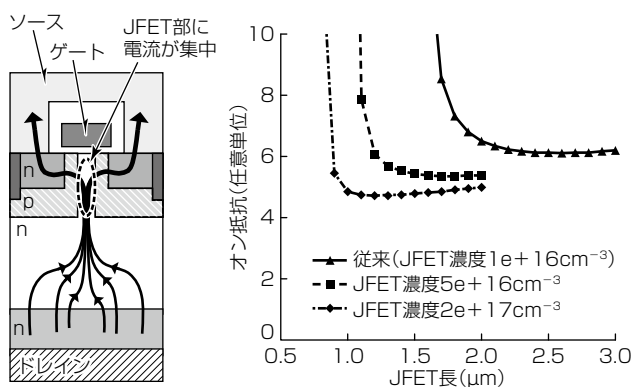 ソース
ゲート
JFET部に
電流が集中
n
p
n
n
ドレイン
オン抵抗(任意単位)
10
8
6
4
2
0
従来(JFET濃度1e+16cm⁻³)
JFET濃度5e+16cm⁻³
JFET濃度2e+17cm⁻³
0.5 1.0 1.5 2.0 2.5 3.0
JFET長(μm)